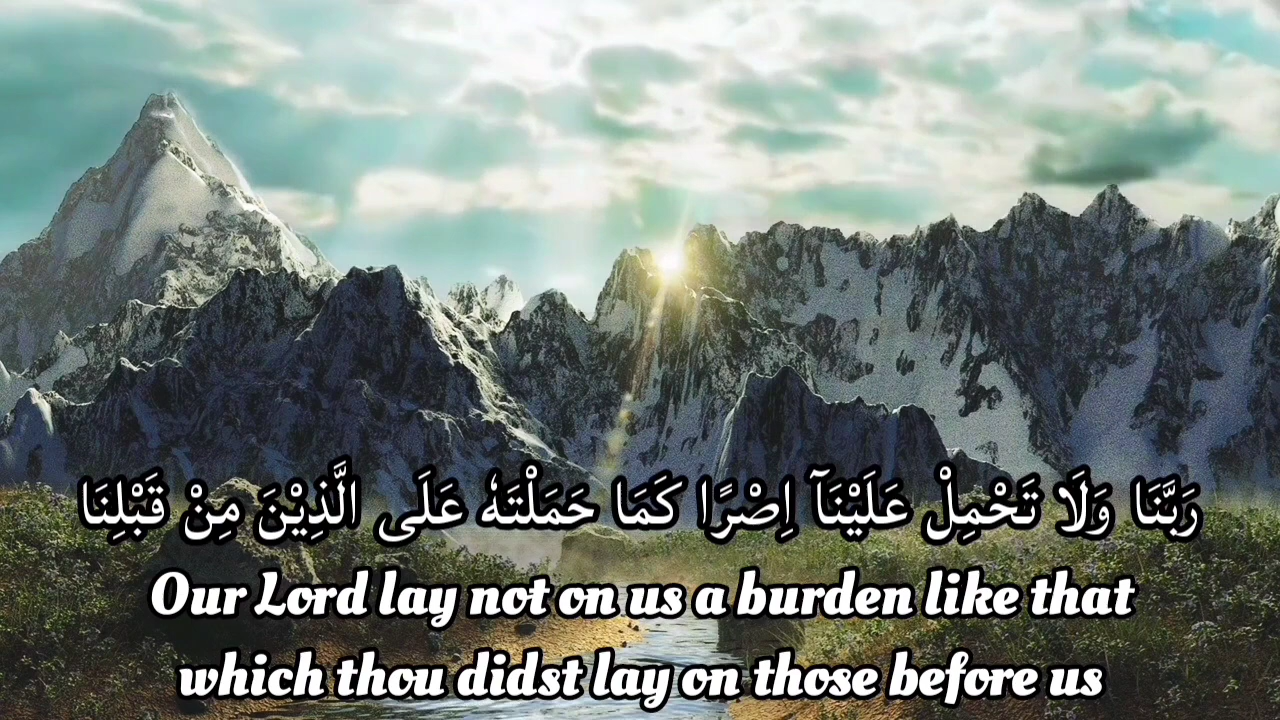 رَبَّنَا وَلَا تَحْمِلْ عَلَيْنَآ اِصْرًا كَمَا حَمَلْتَهٗ عَلَى الَّذِيْنَ مِنْ قَبْلِنَا
Our Lord lay not on us a burden like that
which thou didst lay on those before us